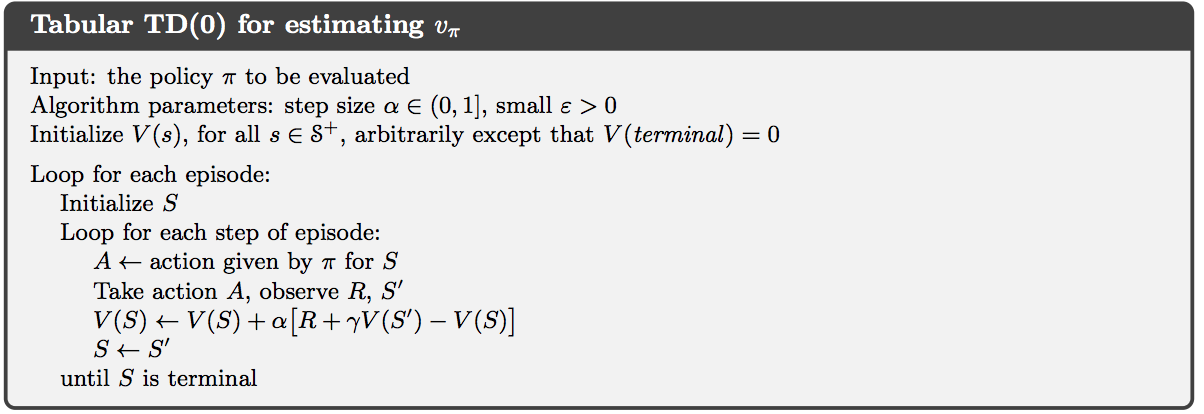 Tabular TD(0) for estimating vπ
Input: the policy π to be evaluated
Algorithm parameters: step size α ∈ (0, 1], small ε > 0
Initialize V(s), for all s ∈ S⁺, arbitrarily except that V(terminal) = 0
Loop for each episode:
Initialize S
Loop for each step of episode:
A ← action given by π for S
Take action A, observe R, S′
V(S) ← V(S) + α[R + γV(S′) − V(S)]
S ← S′
until S is terminal